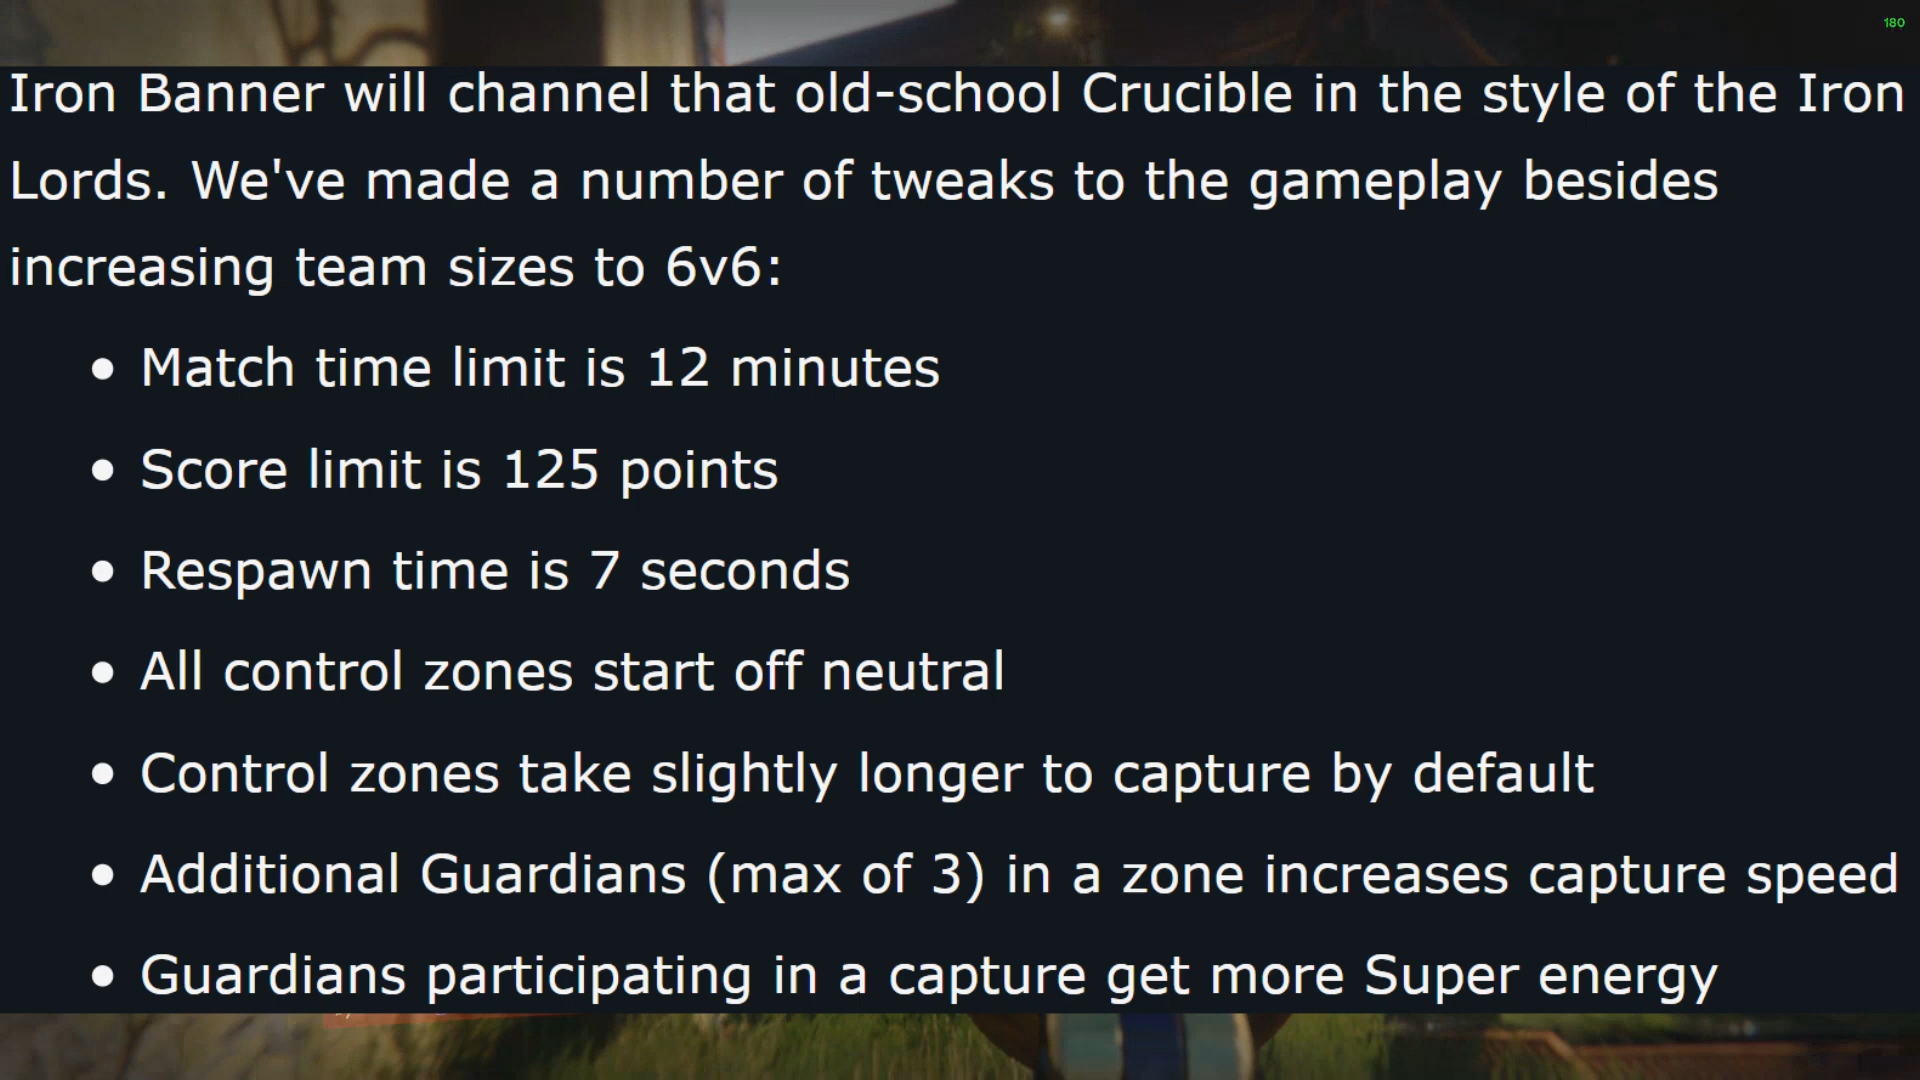 180
Iron Banner will channel that old-school Crucible in the style of the Iron
Lords. We've made a number of tweaks to the gameplay besides
increasing team sizes to 6v6:
• Match time limit is 12 minutes
• Score limit is 125 points
• Respawn time is 7 seconds
• All control zones start off neutral
• Control zones take slightly longer to capture by default
• Additional Guardians (max of 3) in a zone increases capture speed
• Guardians participating in a capture get more Super energy